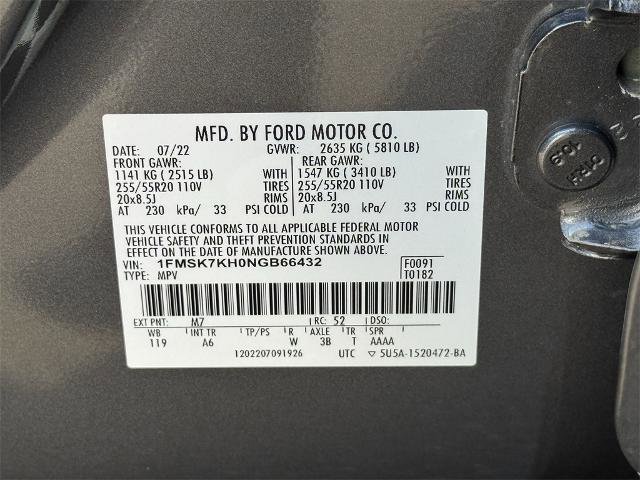 MFD. BY FORD MOTOR CO.
DATE: 07/22 GVWR: 2635 KG ( 5810 LB)
FRONT GAWR: REAR GAWR:
1141 KG ( 2515 LB) 1547 KG ( 3410 LB)
255/55R20 110V TIRES 255/55R20 110V TIRES
20x8.5J RIMS 20x8.5J RIMS
AT 230 kPa/ 33 PSI COLD AT 230 kPa/ 33 PSI COLD
THIS VEHICLE CONFORMS TO ALL APPLICABLE FEDERAL MOTOR
VEHICLE SAFETY AND THEFT PREVENTION STANDARDS IN
EFFECT ON THE DATE OF MANUFACTURE SHOWN ABOVE.
VIN: 1FMSK7KH0NGB66432 F0091
TYPE: MPV T0182
EXT PNT: M7 RC: 52 DSO:
WB INT TR TP/PS R AXLE TR SPR
119 A6 W 3B T AAAA
1202207091926 UTC ▽ 5U5A-1520472-BA
10.9